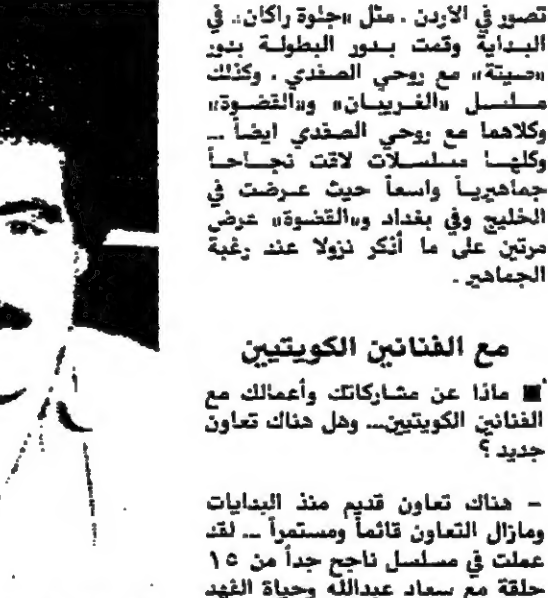 تصور في الأردن . مثل «جلوة راكان». في
البداية وقمت بدور البطولة بدور
«صيتة» مع روحي الصفدي . وكذلك
مسلسل «الغريبان» و«القضوة»
وكلاهما مع روحي الصفدي ايضاً ...
وكلها مسلسلات لاقت نجاحاً
جماهيرياً واسعاً حيث عرضت في
الخليج وفي بغداد و«القضوة» عرض
مرتين على ما أذكر نزولا عند رغبة
الجماهير .
مع الفنانين الكويتيين
■ ماذا عن مشاركاتك وأعمالك مع
الفنانين الكويتيين... وهل هناك تعاون
جديد ؟
– هناك تعاون قديم منذ البدايات
ومازال التعاون قائماً ومستمراً ... لقد
عملت في مسلسل ناجح جداً من ١٥
حلقة مع سعاد عبدالله وحياة الفهد